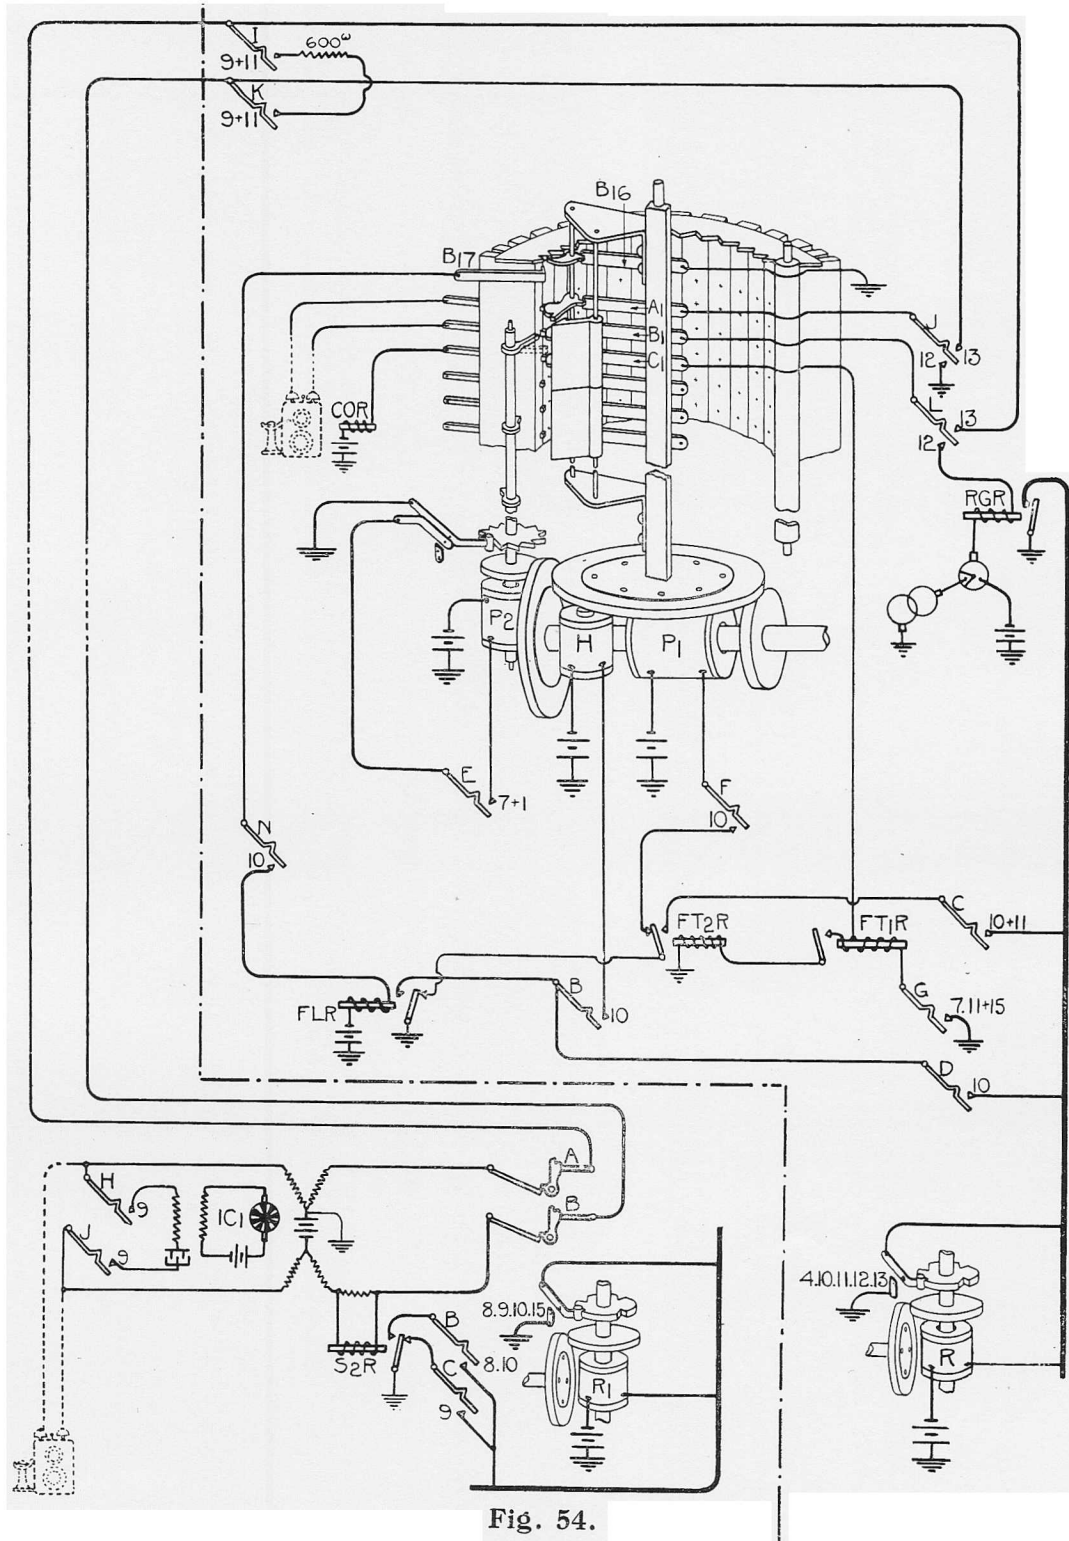 I
600ω
9+11
K
9+11
B16
B17
A1
B1
C1
J
12
13
L
13
12
COR
RGR
P2
H
P1
E
7+1
F
10
N
10
C
10+11
FT2R
FT1R
G
7.11+15
FLR
B
10
D
10
A
H
9
IC1
B
J
9
4.10.11.12.13
8.9.10.15
B
S2R
8.10
C
9
R1
R
Fig. 54.